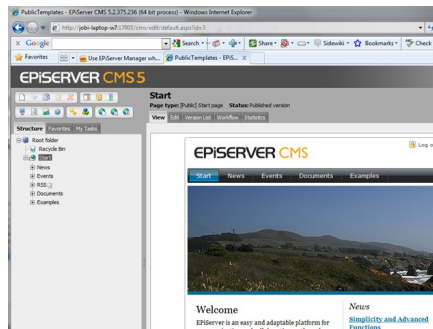 PublicTemplates - EPiServer CMS 5.2.375.236 (64 bit process) - Windows Internet Explorer
http://jobi-laptop-w7:17005/cms/edit/default.aspx?id=3
x Google Search Share Sidewiki Bookmarks Check
Favorites Use EPiServer Manager wh... PublicTemplates - EPiS... X
EPiSERVER CMS 5
Start
Page type: [Public] Start page Status: Published version
View Edit Version List Workflow Statistics
Structure Favorites My Tasks
Root folder
Recycle Bin
Start
News
Events
RSS
Documents
Examples
EPiSERVER CMS
Log
Start News Events Documents Examples
Welcome
EPiServer is an easy and adaptable platform for
News
Simplicity and Advanced
Functions